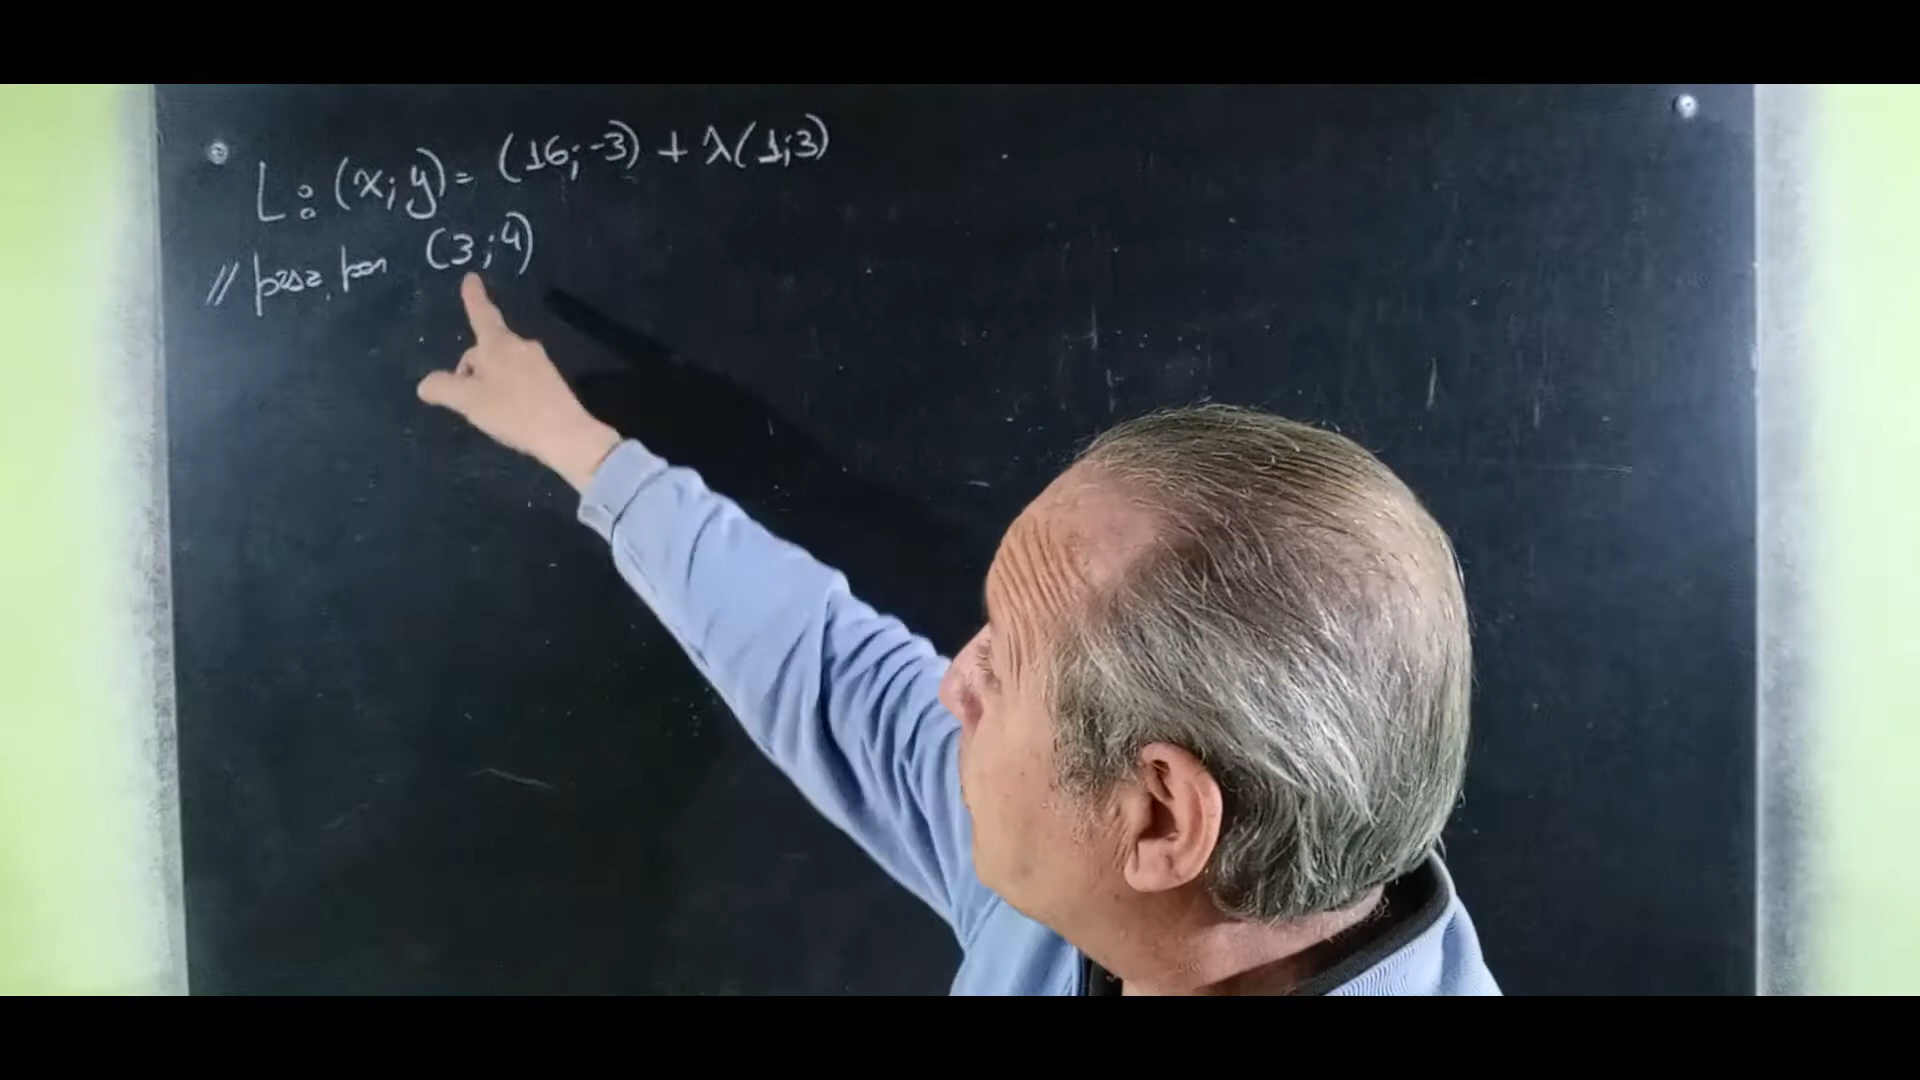 L: (x; y) = (16; -3) + λ(1; 3)
// pasa por (3; 4)